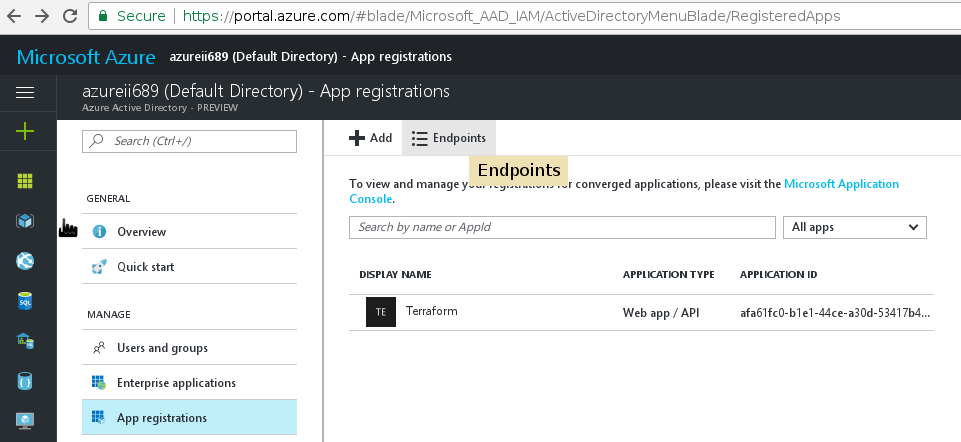 Secure https://portal.azure.com/#blade/Microsoft_AAD_IAM/ActiveDirectoryMenuBlade/RegisteredApps
Microsoft Azure azureii689 (Default Directory) - App registrations
azureii689 (Default Directory) - App registrations
Azure Active Directory - PREVIEW
Search (Ctrl+/)
GENERAL
Overview
Quick start
MANAGE
Users and groups
Enterprise applications
App registrations
SQL
Add Endpoints
Endpoints
To view and manage your registrations for converged applications, please visit the Microsoft Application
Console.
Search by name or AppId All apps
DISPLAY NAME APPLICATION TYPE APPLICATION ID
TE Terraform Web app / API afa61fc0-b1e1-44ce-a30d-53417b4...